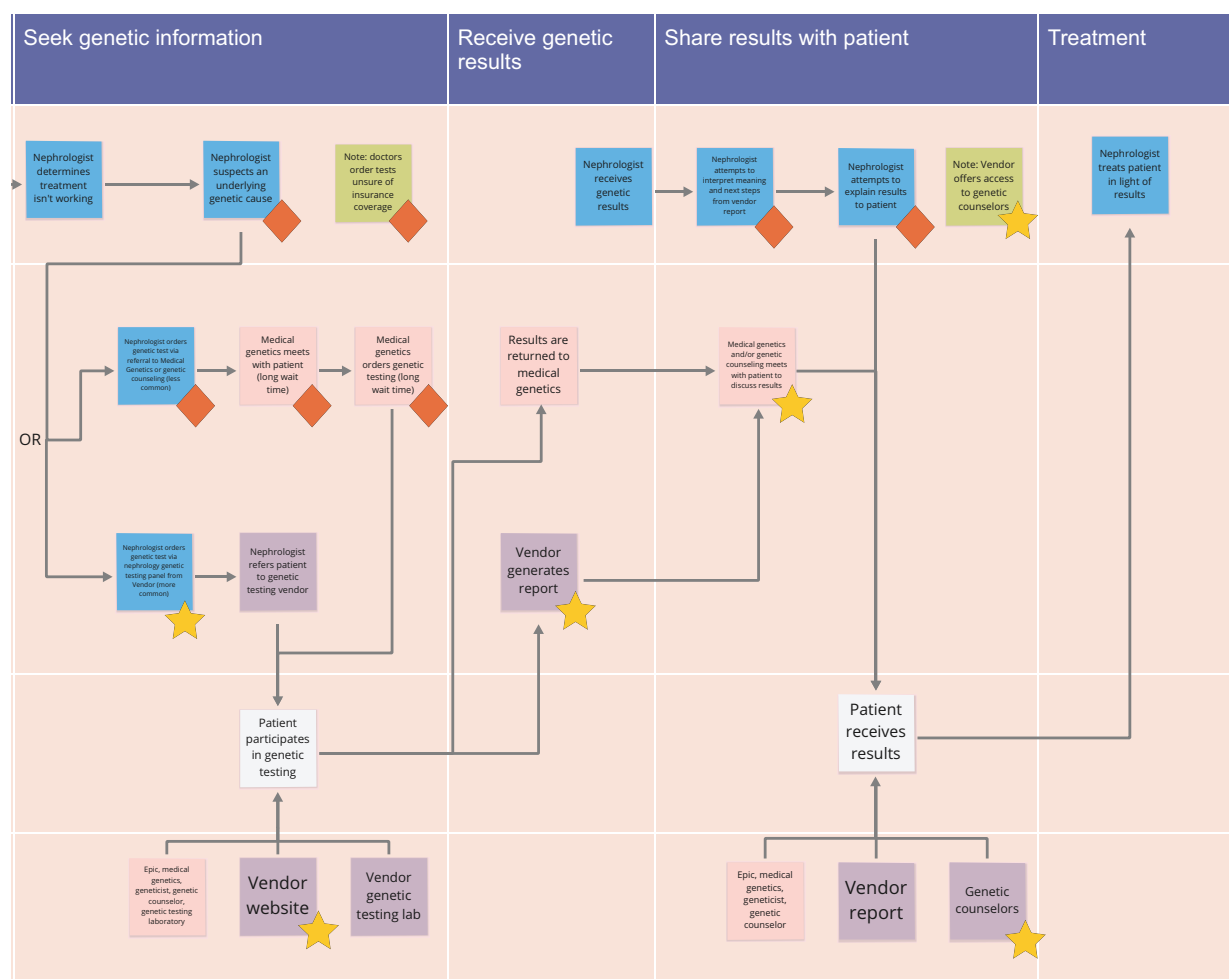 Seek genetic information
Receive genetic
results
Share results with patient
Treatment
Nephrologist
determines
treatment
isn't working
Nephrologist
suspects an
underlying
genetic cause
Note: doctors
order tests
unsure of
insurance
coverage
Nephrologist
receives
genetic
results
Nephrologist
attempts to
interpret meaning
and next steps
from vendor
report
Nephrologist
attempts to
explain results
to patient
Note: Vendor
offers access
to genetic
counselors
Nephrologist
treats patient
in light of
results
Nephrologist orders
genetic test via
referral to Medical
Genetics or genetic
counseling (less
common)
Medical
genetics meets
with patient
(long wait
time)
Medical
genetics
orders genetic
testing (long
wait time)
Results are
returned to
medical
genetics
Medical genetics
and/or genetic
counseling meets
with patient to
discuss results
OR
Nephrologist orders
genetic test via
nephrology genetic
testing panel from
Vendor (more
common)
Nephrologist
refers patient
to genetic
testing vendor
Vendor
generates
report
Patient
participates
in genetic
testing
Patient
receives
results
Epic, medical
genetics,
geneticist, genetic
counselor,
genetic testing
laboratory
Vendor
website
Vendor
genetic
testing lab
Epic, medical
genetics,
geneticist,
genetic
counselor
Vendor
report
Genetic
counselors